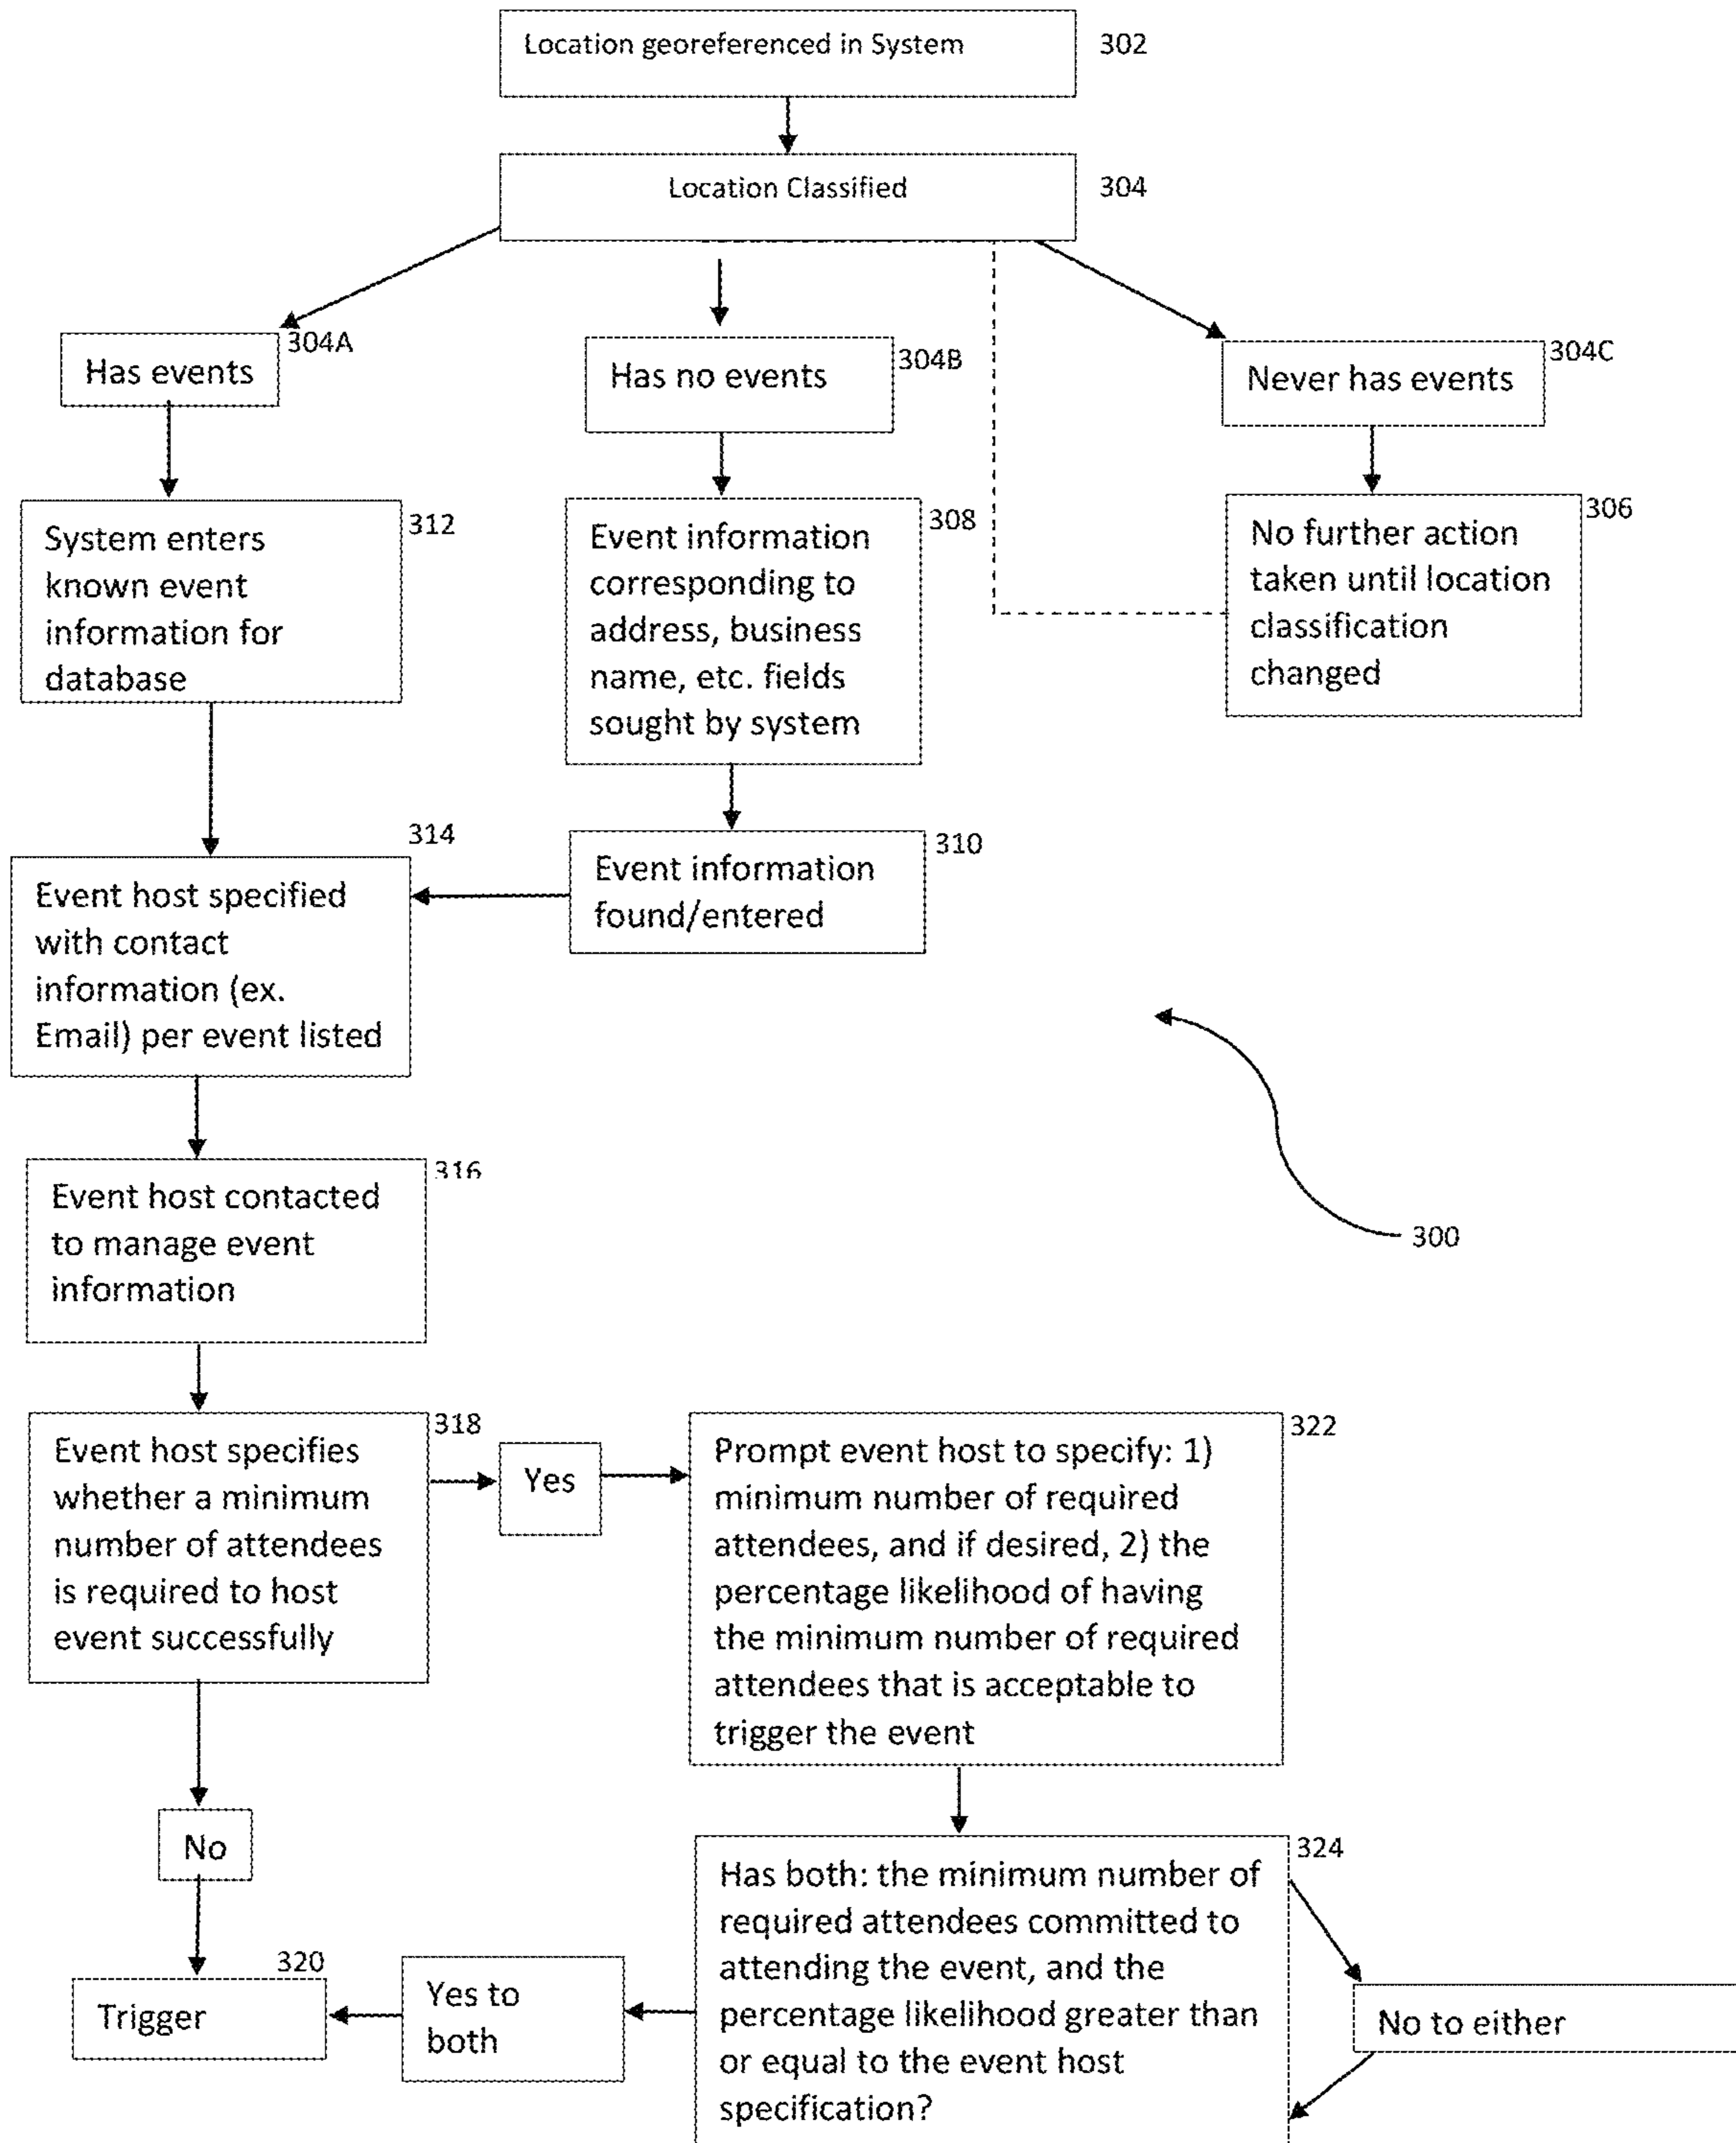 Location georeferenced in System
302
Location Classified
304
304A
Has events
304B
Has no events
304C
Never has events
312
System enters
known event
information for
database
308
Event information
corresponding to
address, business
name, etc. fields
sought by system
306
No further action
taken until location
classification
changed
314
Event host specified
with contact
information (ex.
Email) per event listed
310
Event information
found/entered
300
316
Event host contacted
to manage event
information
318
Event host specifies
whether a minimum
number of attendees
is required to host
event successfully
Yes
322
Prompt event host to specify: 1)
minimum number of required
attendees, and if desired, 2) the
percentage likelihood of having
the minimum number of required
attendees that is acceptable to
trigger the event
No
324
Has both: the minimum number of
required attendees committed to
attending the event, and the
percentage likelihood greater than
or equal to the event host
specification?
320
Trigger
Yes to
both
No to either